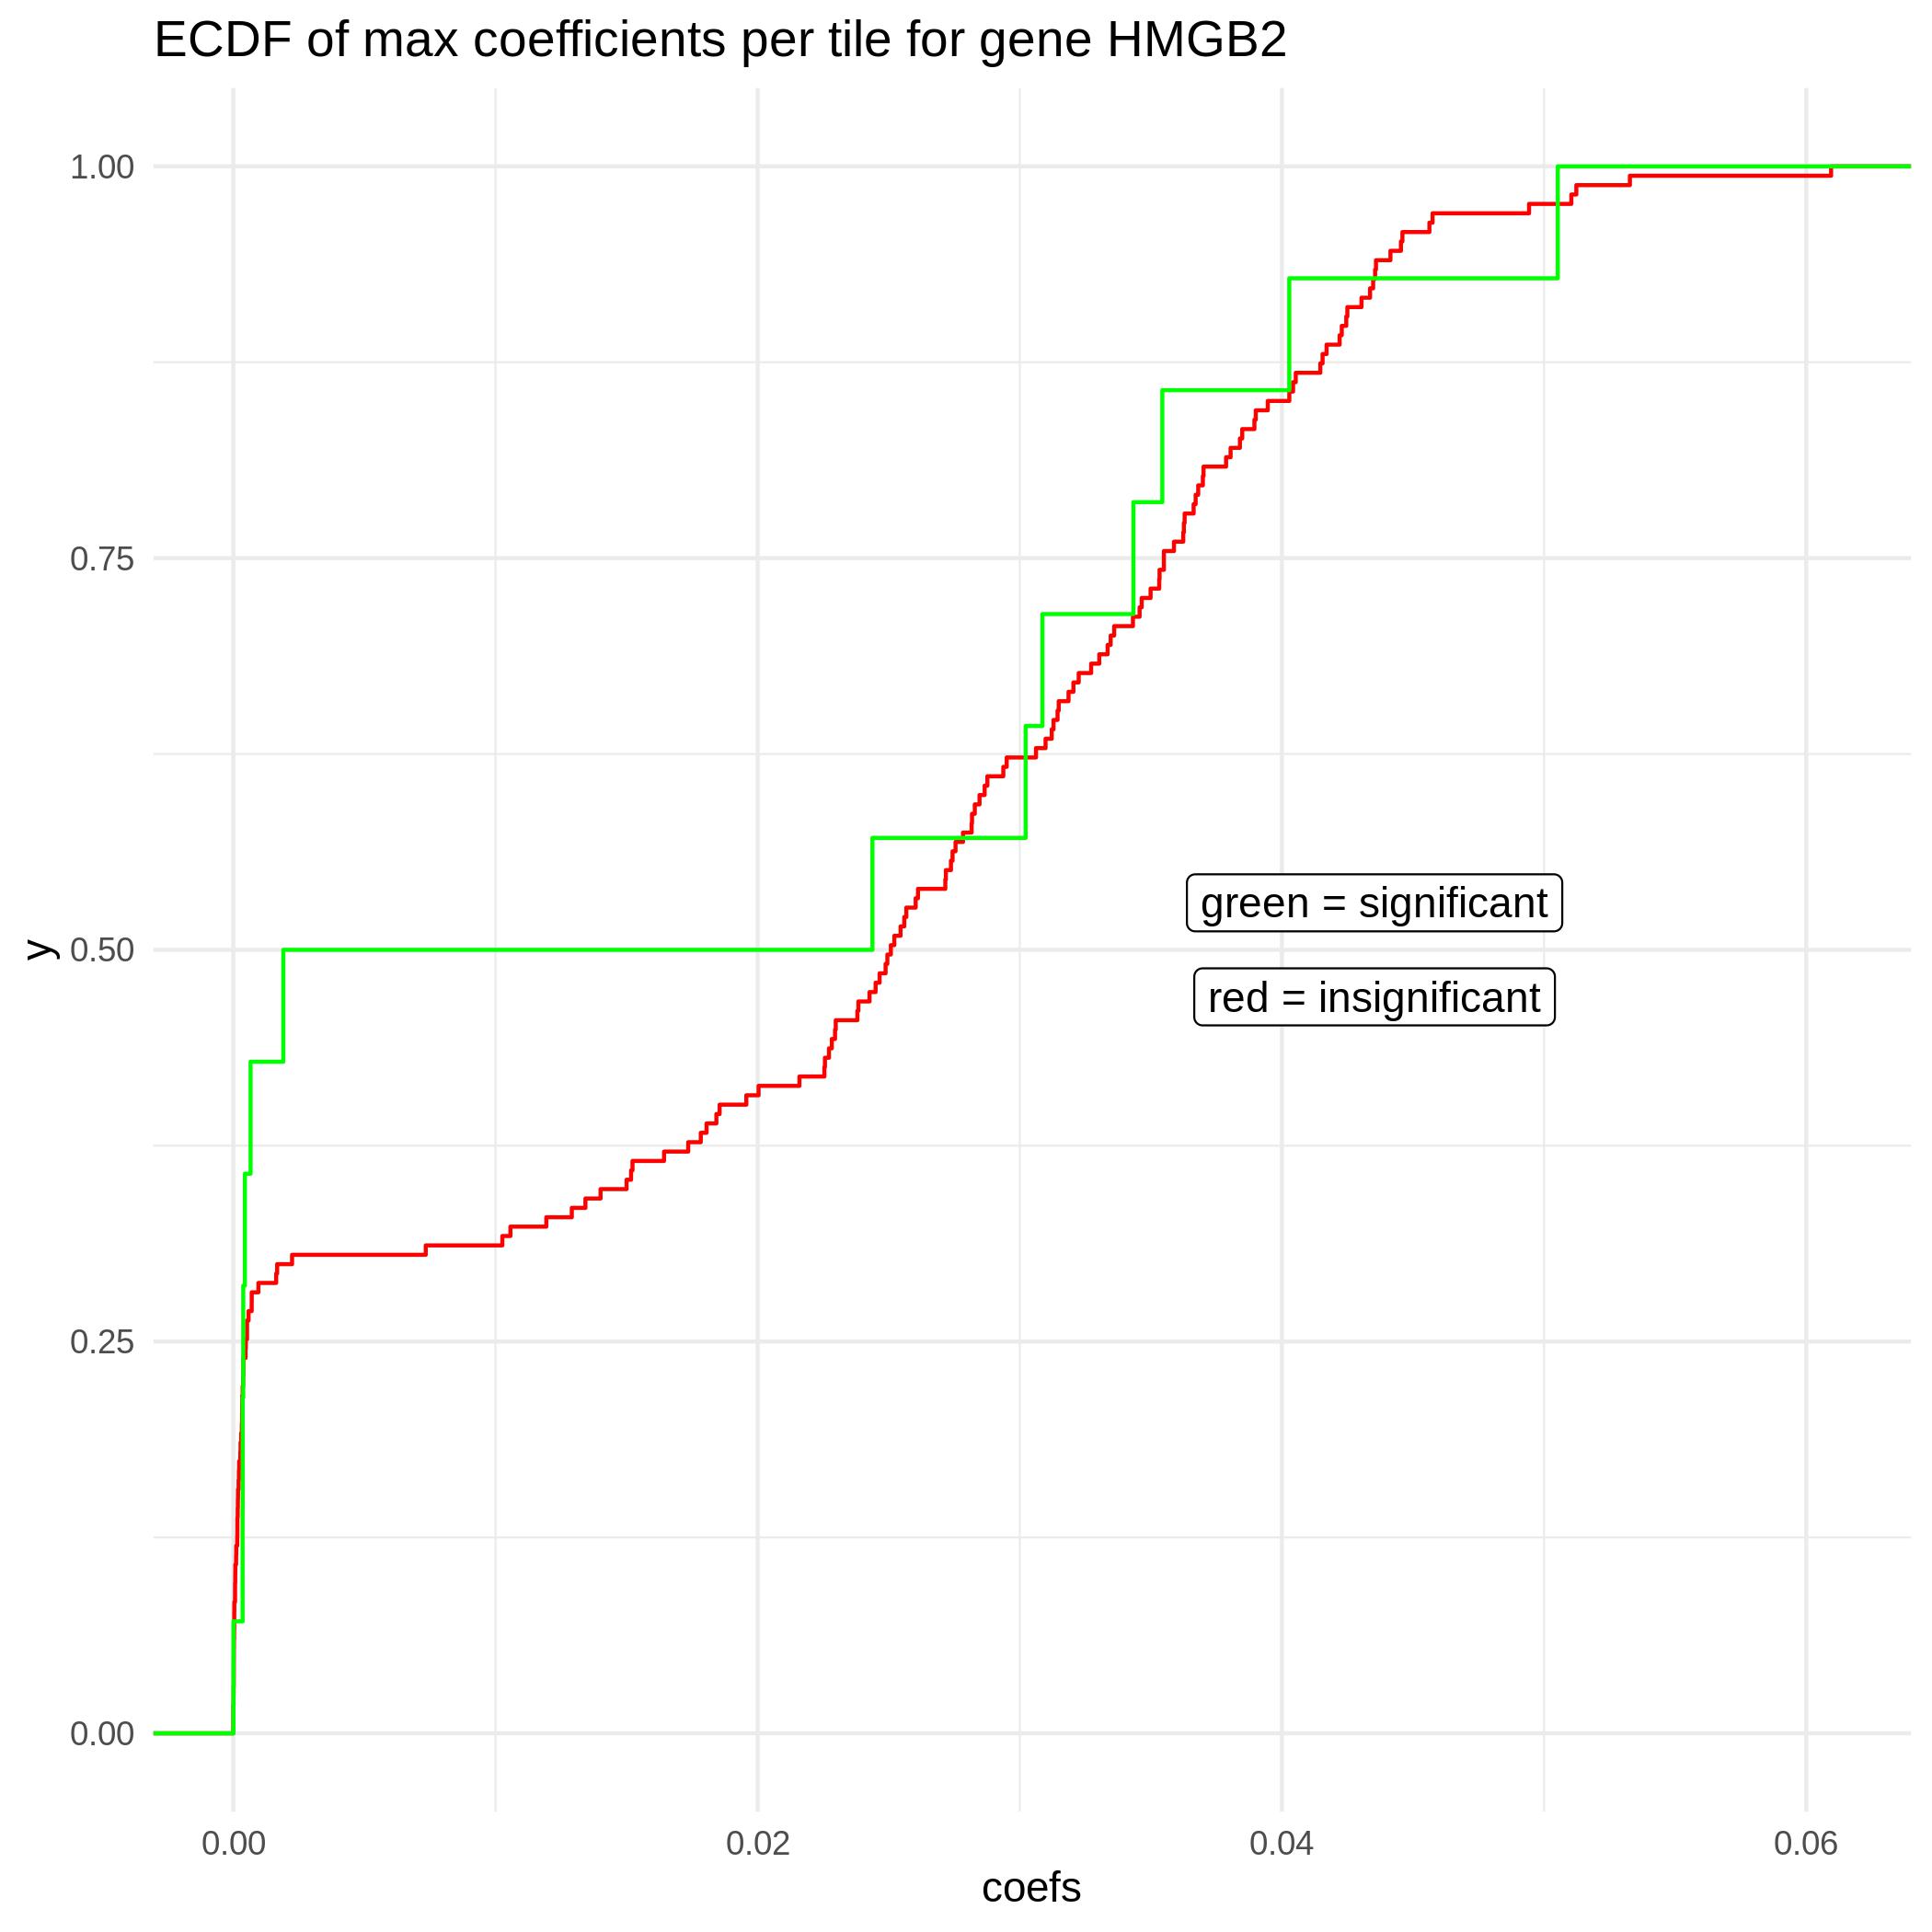 ECDF of max coefficients per tile for gene HMGB2
1.00
0.75
0.50
0.25
0.00
y
green = significant
red = insignificant
0.00 0.02 0.04 0.06
coefs